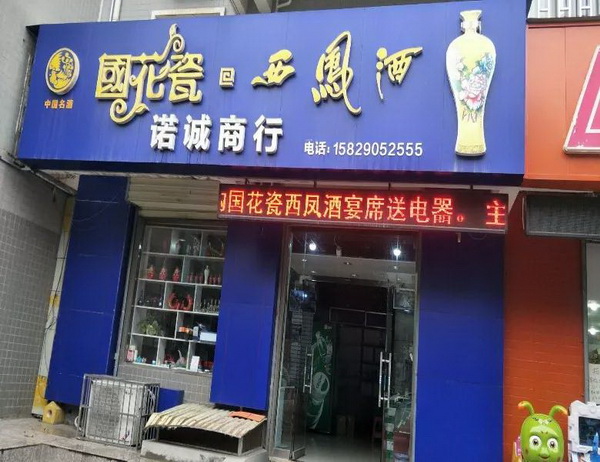 國花瓷 西鳳酒
中国名酒
诺诚商行
电话: 15829052555
国花瓷西凤酒宴席送电器。主